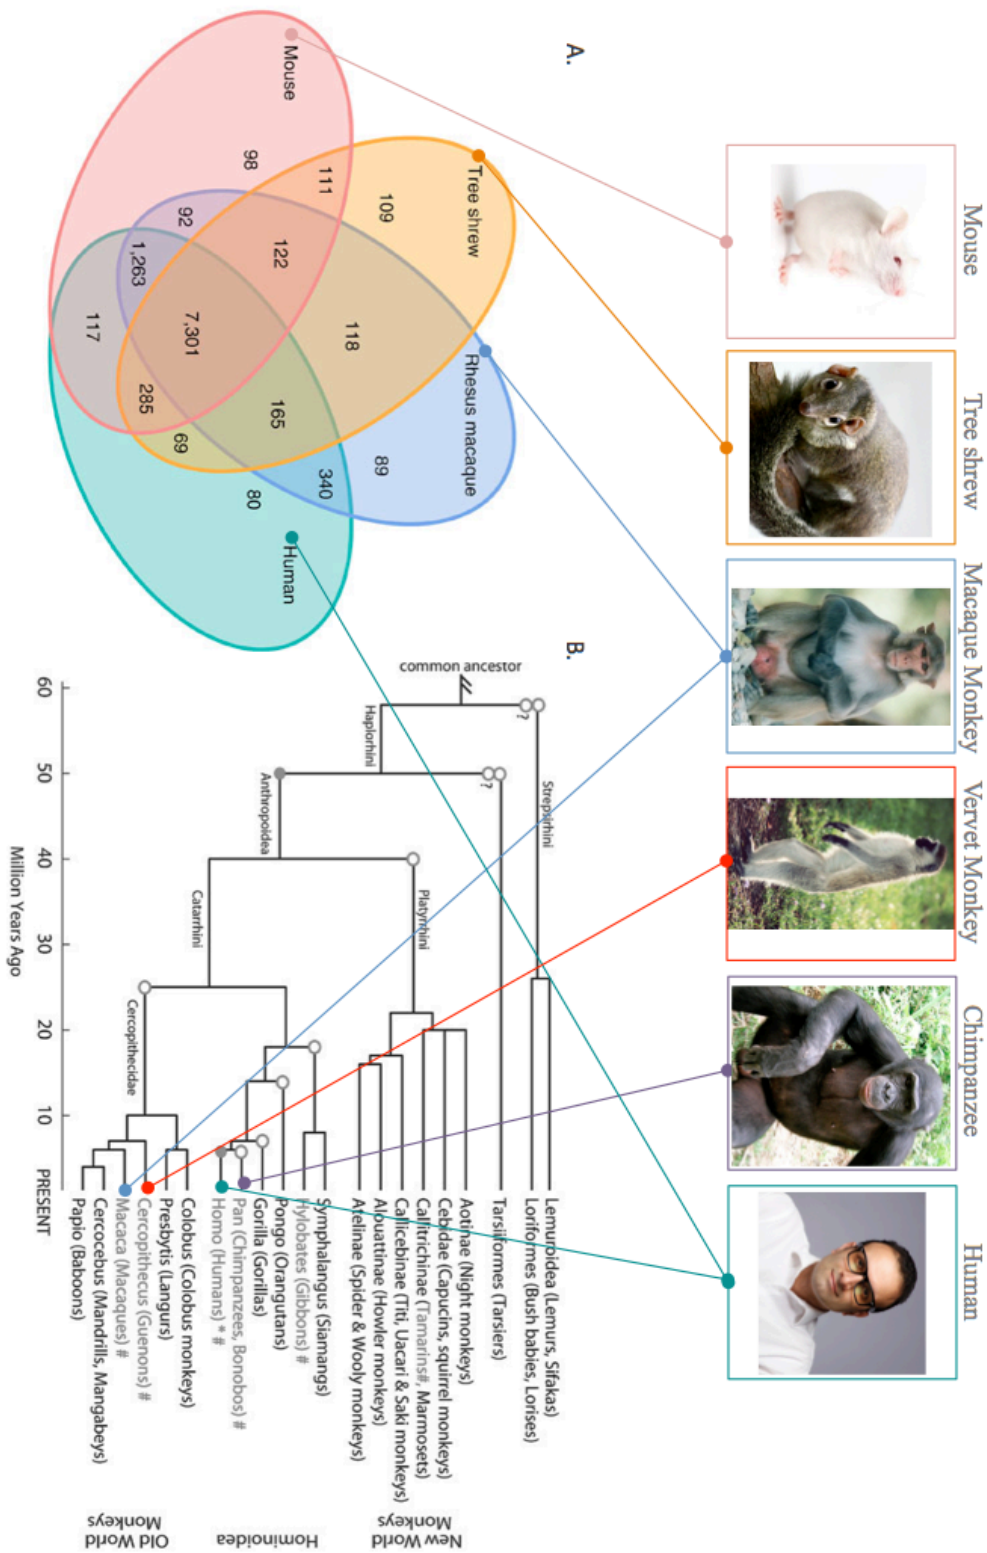 Mouse
Tree shrew
Macaque Monkey
Vervet Monkey
Chimpanzee
Human
A.
Mouse
Tree shrew
Rhesus macaque
Human
98
111
109
92
122
118
1,263
7,301
117
285
165
69
340
89
80
B.
common ancestor
?
?
Strepsirhini
Haplorhini
Anthropoidea
Platyrrhini
Catarrhini
Cercopithecidae
Lemuroidea (Lemurs, Sifakas)
Loriformes (Bush babies, Lorises)
Tarsiiformes (Tarsiers)
Aotinae (Night monkeys)
Cebidae (Capucins, squirrel monkeys)
Callitrichinae (Tamarins#, Marmosets)
Callicebinae (Titi, Uacari & Saki monkeys)
Alouattinae (Howler monkeys)
Atelinae (Spider & Wooly monkeys)
Symphalangus (Siamangs)
Hylobates (Gibbons) #
Pongo (Orangutans)
Gorilla (Gorillas)
Pan (Chimpanzees, Bonobos) #
Homo (Humans) * #
Colobus (Colobus monkeys)
Presbytis (Langurs)
Cercopithecus (Guenons) #
Macaca (Macaques) #
Cercocebus (Mandrills, Mangabeys)
Papio (Baboons)
New World
Monkeys
Hominoidea
Old World
Monkeys
60 50 40 30 20 10 PRESENT
Million Years Ago